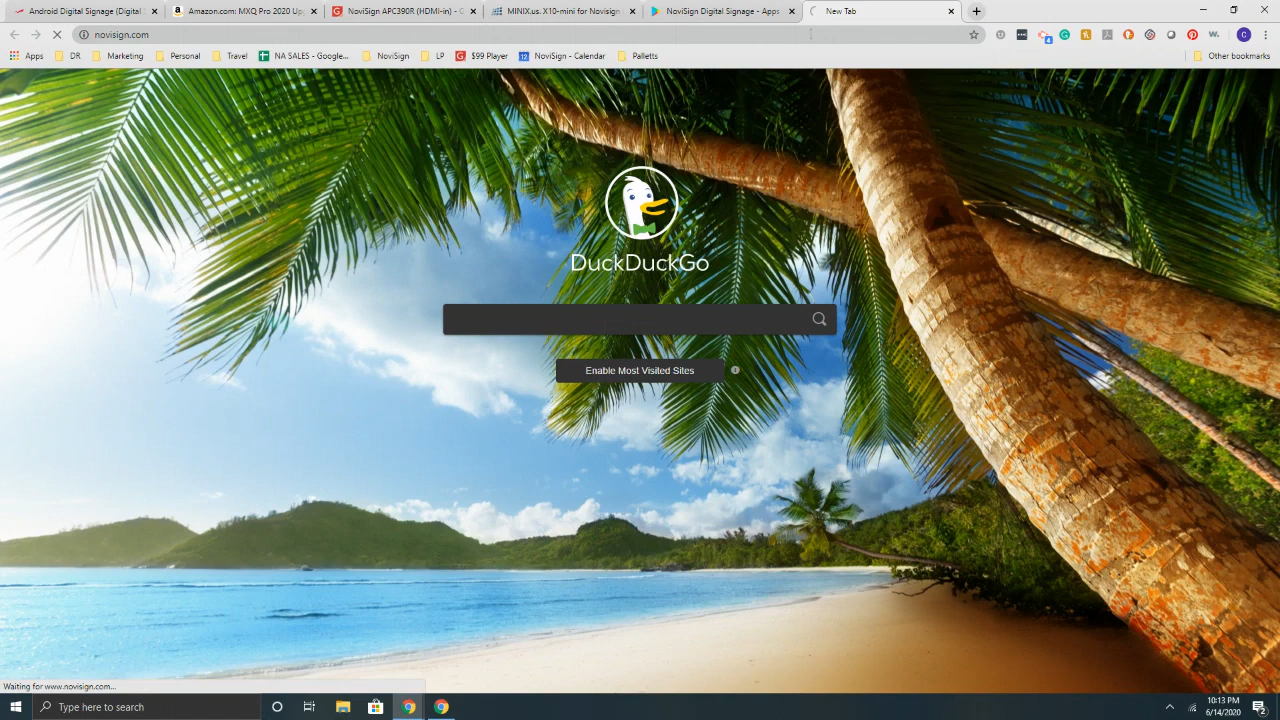 Android Digital Signage (Digital
Amazon.com: MXQ Pro 2020 Upg
NoviSign APC390R (HDMI-in) - G
MINIX.us. X10-mini for Novisign
NoviSign Digital Signage - Apps
New Tab
novisign.com
Apps
DR
Marketing
Personal
Travel
NA SALES - Google...
NoviSign
LP
$99 Player
NoviSign - Calendar
Palletts
Other bookmarks
DuckDuckGo
Enable Most Visited Sites
Waiting for www.novisign.com...
Type here to search
10:13 PM
6/14/2020